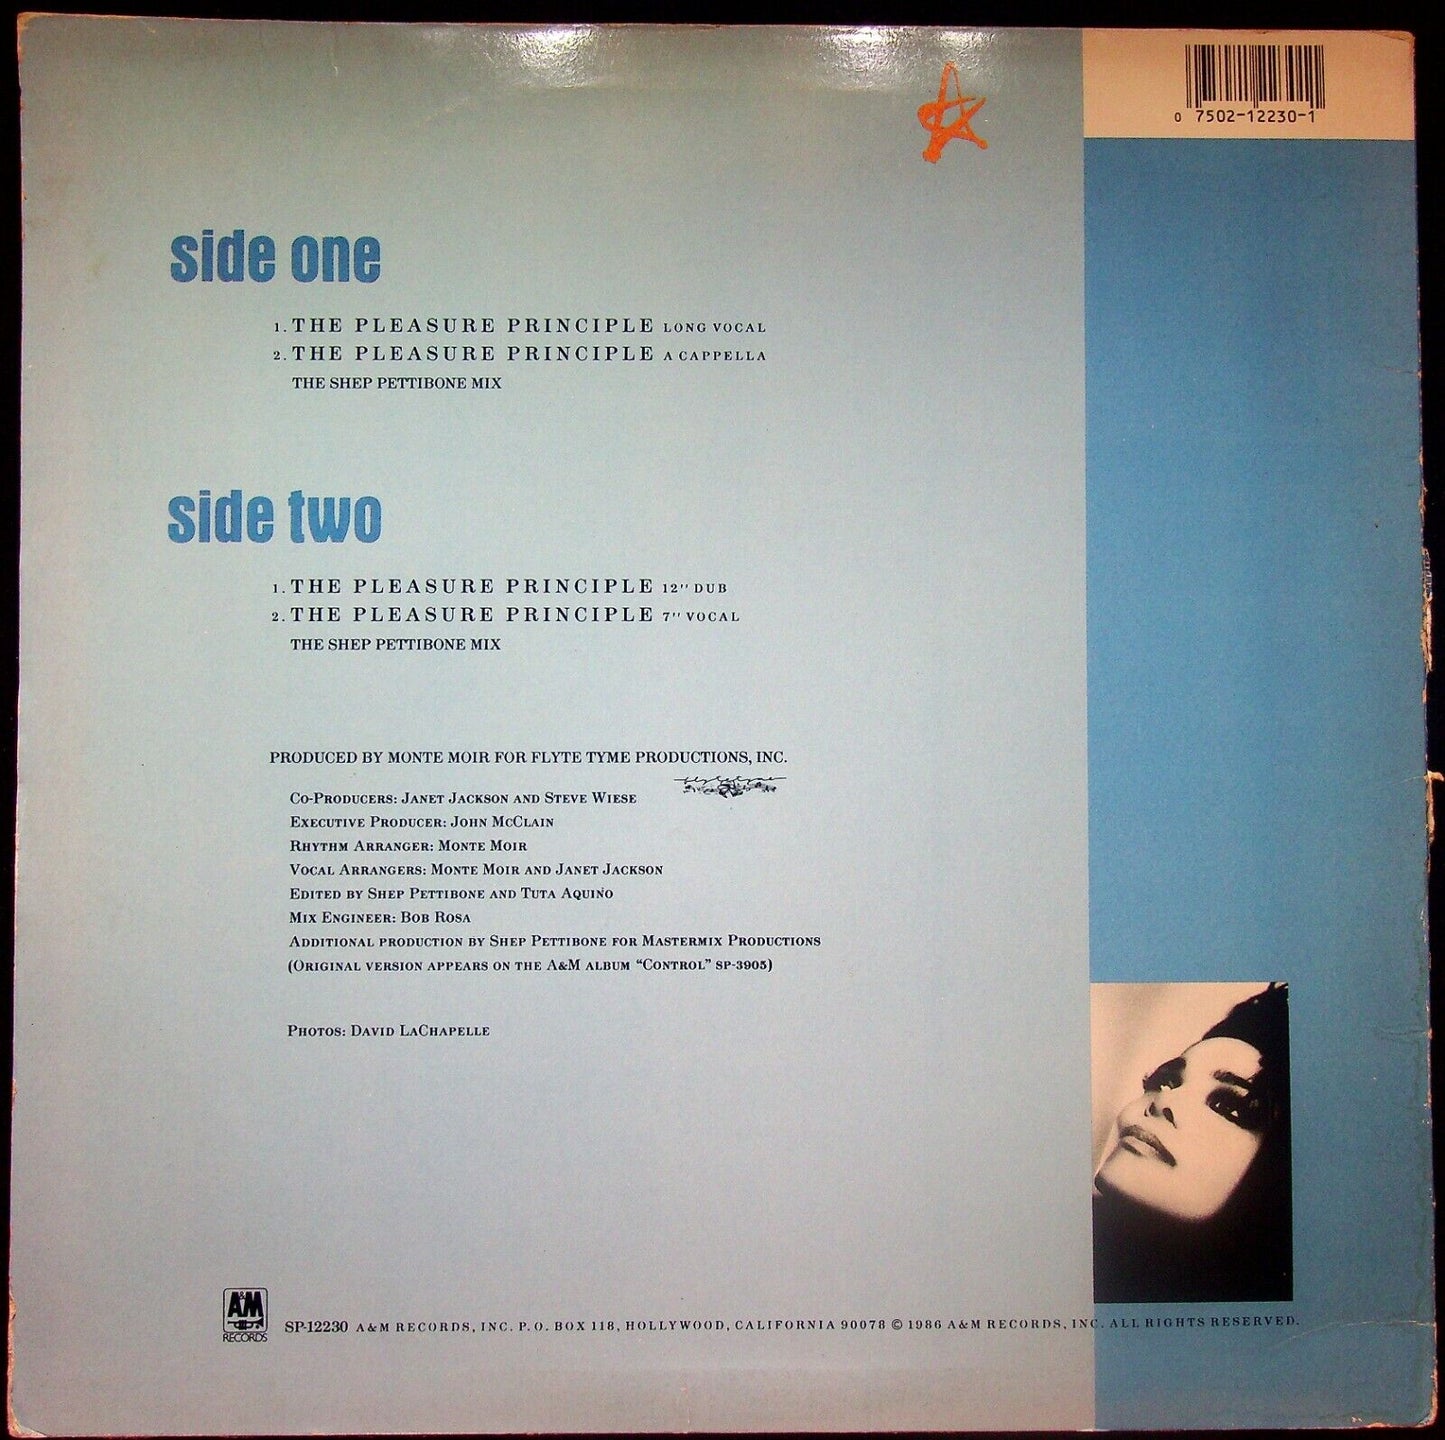 0 7502-12230-1
side one
1. THE PLEASURE PRINCIPLE LONG VOCAL
2. THE PLEASURE PRINCIPLE A CAPPELLA
THE SHEP PETTIBONE MIX
side two
1. THE PLEASURE PRINCIPLE 12'' DUB
2. THE PLEASURE PRINCIPLE 7'' VOCAL
THE SHEP PETTIBONE MIX
PRODUCED BY MONTE MOIR FOR FLYTE TYME PRODUCTIONS, INC.
CO-PRODUCERS: JANET JACKSON AND STEVE WIESE
EXECUTIVE PRODUCER: JOHN MCCLAIN
RHYTHM ARRANGER: MONTE MOIR
VOCAL ARRANGERS: MONTE MOIR AND JANET JACKSON
EDITED BY SHEP PETTIBONE AND TUTA AQUINO
MIX ENGINEER: BOB ROSA
ADDITIONAL PRODUCTION BY SHEP PETTIBONE FOR MASTERMIX PRODUCTIONS
(ORIGINAL VERSION APPEARS ON THE A&M ALBUM “CONTROL” SP-3905)
PHOTOS: DAVID LACHAPELLE
A&M
RECORDS
SP-12230 A&M RECORDS, INC. P.O. BOX 118, HOLLYWOOD, CALIFORNIA 90078 © 1986 A&M RECORDS, INC. ALL RIGHTS RESERVED.